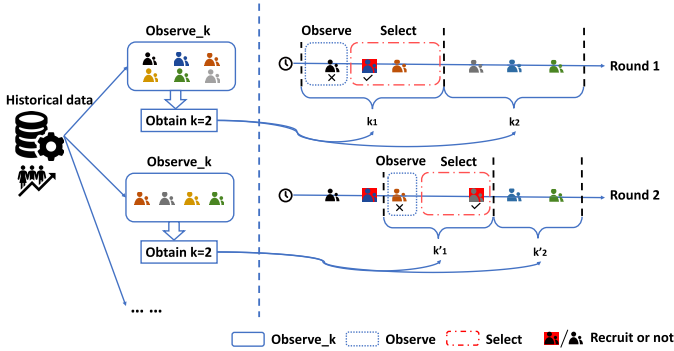 Observe_k
Observe
Select
Round 1
Historical data
Obtain k=2
k1
k2
Observe_k
Observe
Select
Round 2
Obtain k=2
k'1
k'2
... ...
Observe_k
Observe
Select
/
Recruit or not